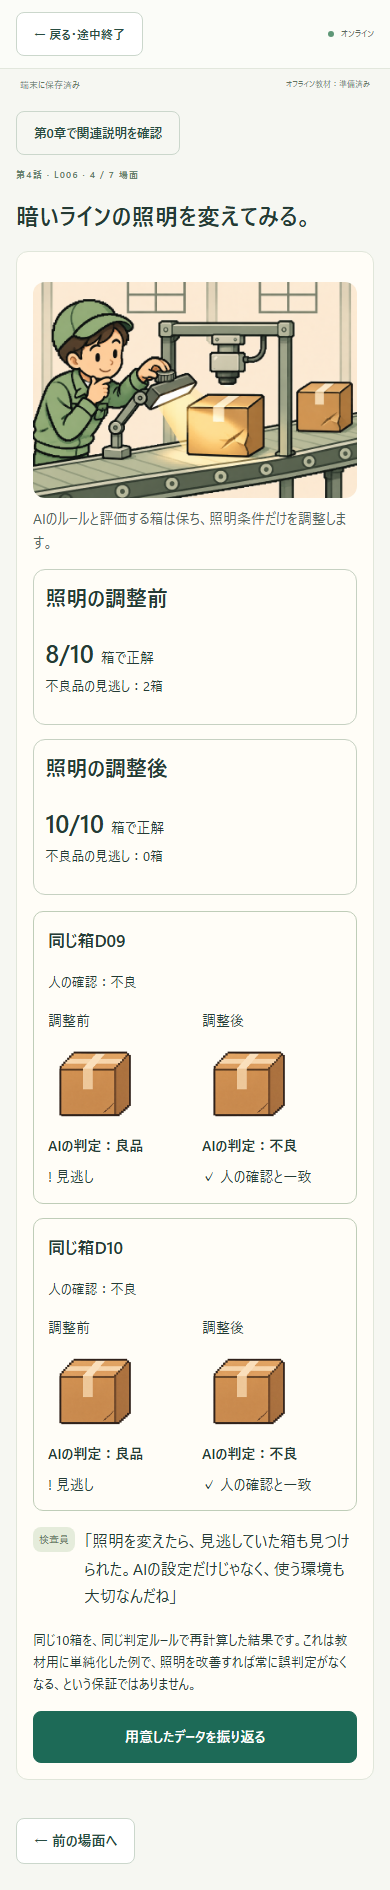 ← 戻る・途中終了
オンライン
端末に保存済み
オフライン教材：準備済み
第0章で関連説明を確認
第4話 · L006 · 4 / 7 場面
暗いラインの照明を変えてみる。
AIのルールと評価する箱は保ち、照明条件だけを調整しま
す。
照明の調整前
8/10 箱で正解
不良品の見逃し：2箱
照明の調整後
10/10 箱で正解
不良品の見逃し：0箱
同じ箱D09
人の確認：不良
調整前 調整後
AIの判定：良品 AIの判定：不良
! 見逃し ✓ 人の確認と一致
同じ箱D10
人の確認：不良
調整前 調整後
AIの判定：良品 AIの判定：不良
! 見逃し ✓ 人の確認と一致
検査員 「照明を変えたら、見逃していた箱も見つけ
られた。AIの設定だけじゃなく、使う環境も
大切なんだね」
同じ10箱を、同じ判定ルールで再計算した結果です。これは教
材用に単純化した例で、照明を改善すれば常に誤判定がなく
なる、という保証ではありません。
用意したデータを振り返る
← 前の場面へ